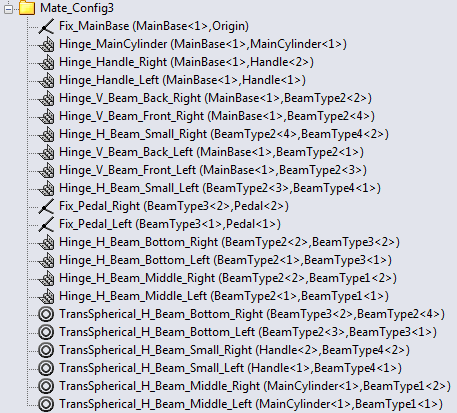 Mate_Config3
Fix_MainBase (MainBase<1>,Origin)
Hinge_MainCylinder (MainBase<1>,MainCylinder<1>)
Hinge_Handle_Right (MainBase<1>,Handle<2>)
Hinge_Handle_Left (MainBase<1>,Handle<1>)
Hinge_V_Beam_Back_Right (MainBase<1>,BeamType2<2>)
Hinge_V_Beam_Front_Right (MainBase<1>,BeamType2<4>)
Hinge_H_Beam_Small_Right (BeamType2<4>,BeamType4<2>)
Hinge_V_Beam_Back_Left (MainBase<1>,BeamType2<1>)
Hinge_V_Beam_Front_Left (MainBase<1>,BeamType2<3>)
Hinge_H_Beam_Small_Left (BeamType2<3>,BeamType4<1>)
Fix_Pedal_Right (BeamType3<2>,Pedal<2>)
Fix_Pedal_Left (BeamType3<1>,Pedal<1>)
Hinge_H_Beam_Bottom_Right (BeamType2<2>,BeamType3<2>)
Hinge_H_Beam_Bottom_Left (BeamType2<1>,BeamType3<1>)
Hinge_H_Beam_Middle_Right (BeamType2<2>,BeamType1<2>)
Hinge_H_Beam_Middle_Left (BeamType2<1>,BeamType1<1>)
TransSpherical_H_Beam_Bottom_Right (BeamType3<2>,BeamType2<4>)
TransSpherical_H_Beam_Bottom_Left (BeamType2<3>,BeamType3<1>)
TransSpherical_H_Beam_Small_Right (Handle<2>,BeamType4<2>)
TransSpherical_H_Beam_Small_Left (Handle<1>,BeamType4<1>)
TransSpherical_H_Beam_Middle_Right (MainCylinder<1>,BeamType1<2>)
TransSpherical_H_Beam_Middle_Left (MainCylinder<1>,BeamType1<1>)